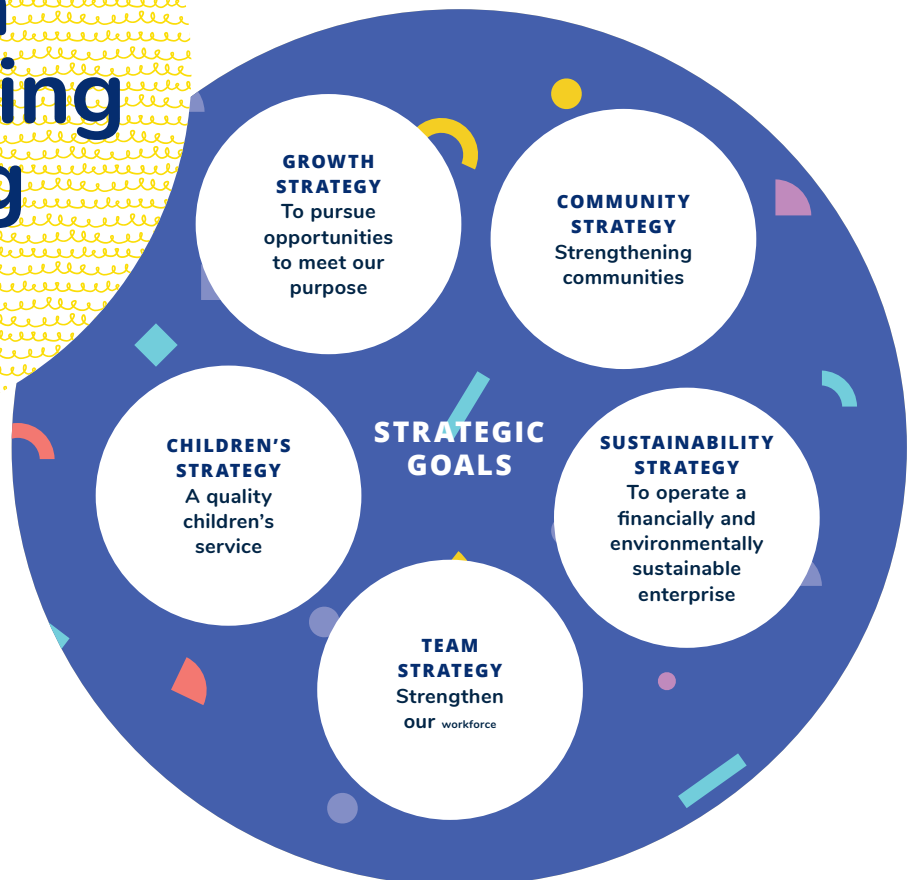 ing
g
GROWTH
STRATEGY
To pursue
opportunities
to meet our
purpose
COMMUNITY
STRATEGY
Strengthening
communities
STRATEGIC
GOALS
CHILDREN'S
STRATEGY
A quality
children's
service
SUSTAINABILITY
STRATEGY
To operate a
financially and
environmentally
sustainable
enterprise
TEAM
STRATEGY
Strengthen
our workforce